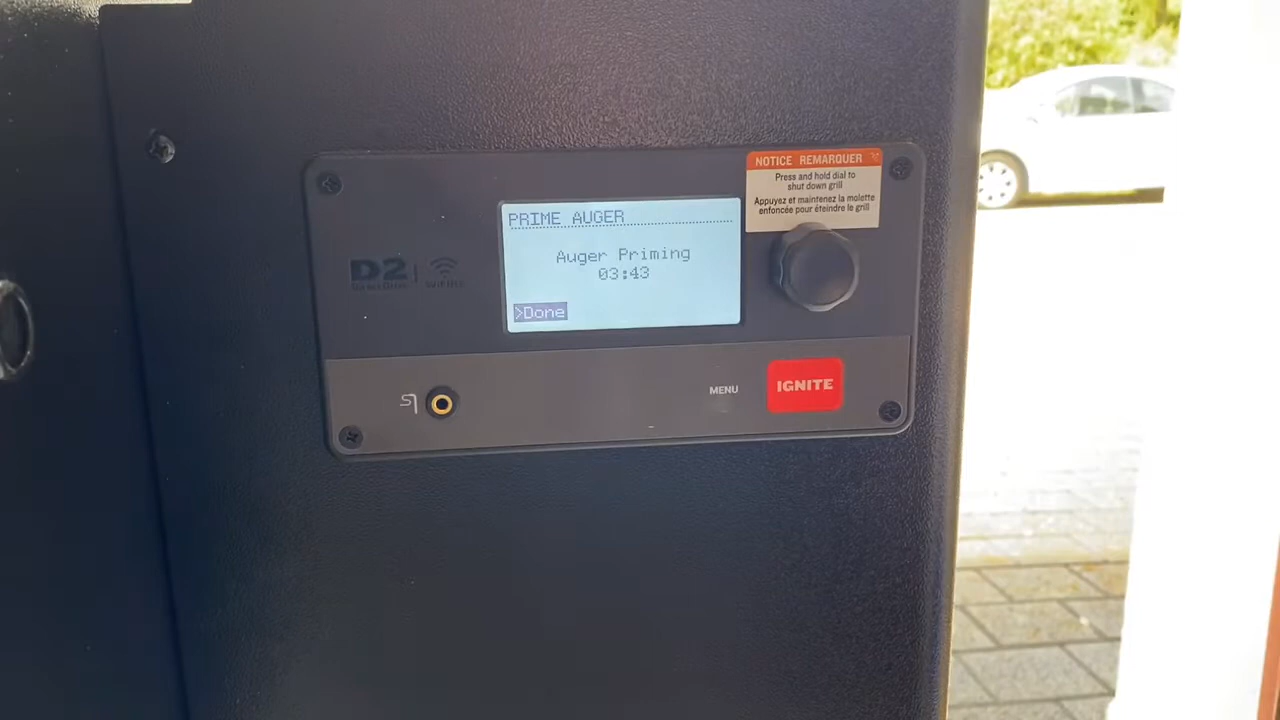 NOTICE REMARQUER
Press and hold dial to
shut down grill
Appuyez et maintenez la molette
enfoncée pour éteindre le grill
PRIME AUGER
Auger Priming
03:43
>Done
D2
WiFIRE
MENU
IGNITE